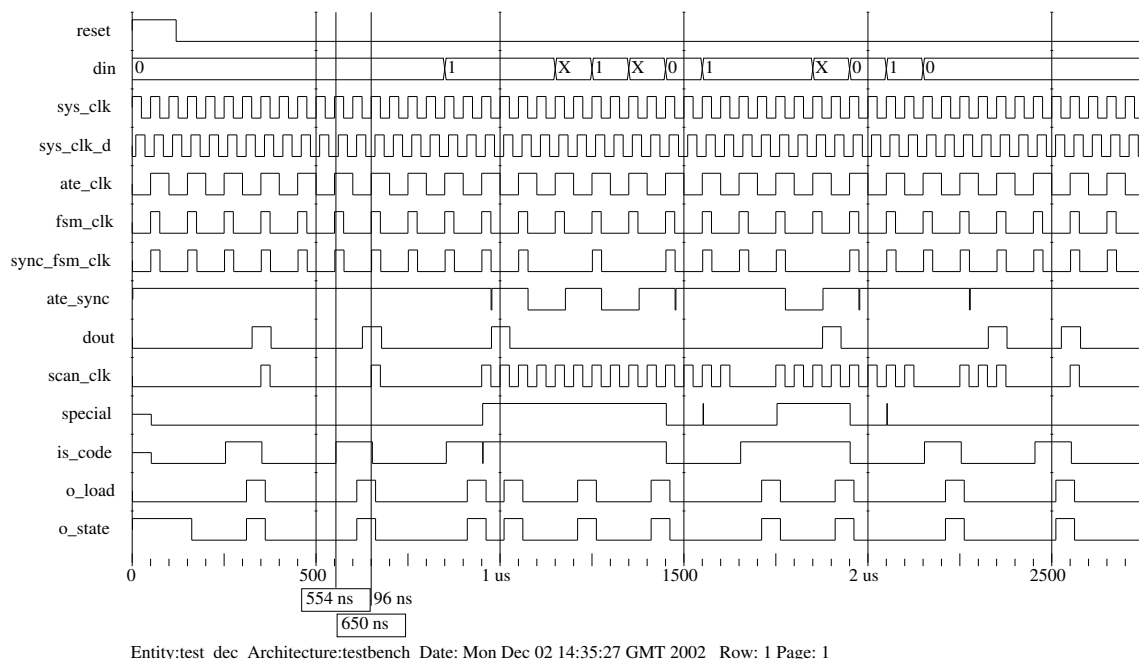 reset
din 0 1 X 1 X 0 1 X 0 1 0
sys_clk
sys_clk_d
ate_clk
fsm_clk
sync_fsm_clk
ate_sync
dout
scan_clk
special
is_code
o_load
o_state
0 500 1 us 1500 2 us 2500
554 ns 96 ns
650 ns
Entity:test_dec Architecture:testbench Date: Mon Dec 02 14:35:27 GMT 2002 Row: 1 Page: 1